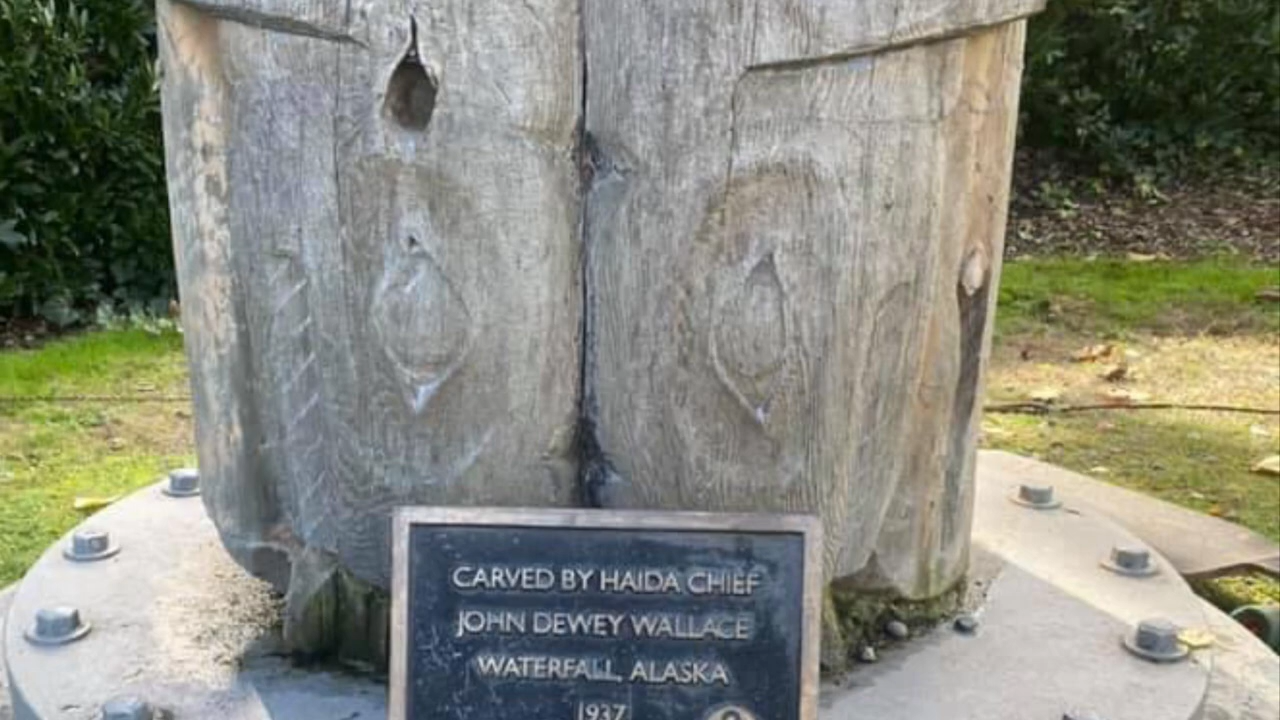 CARVED BY HAIDA CHIEF
JOHN DEWEY WALLACE
WATERFALL, ALASKA
1937